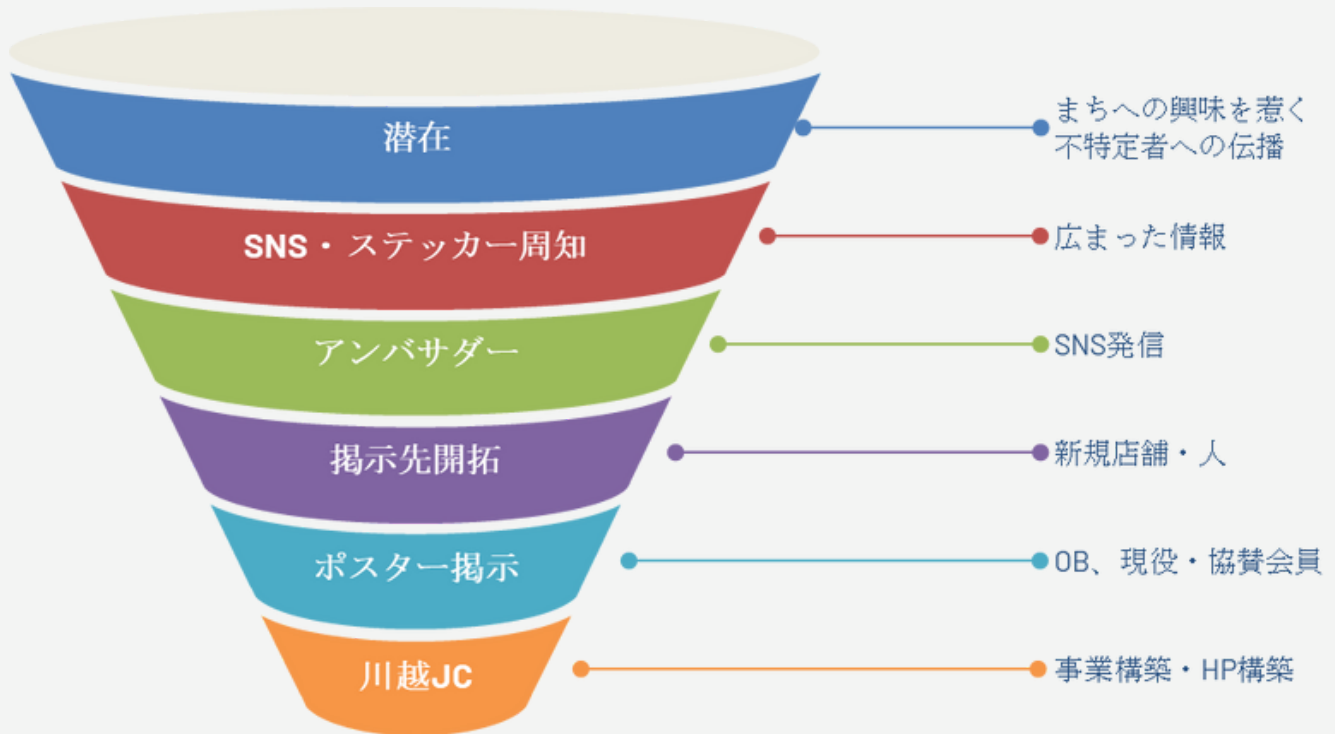 潜在
まちへの興味を惹く
不特定者への伝播
SNS・ステッカー周知
広まった情報
アンバサダー
SNS発信
掲示先開拓
新規店舗・人
ポスター掲示
OB、現役・協賛会員
川越JC
事業構築・HP構築